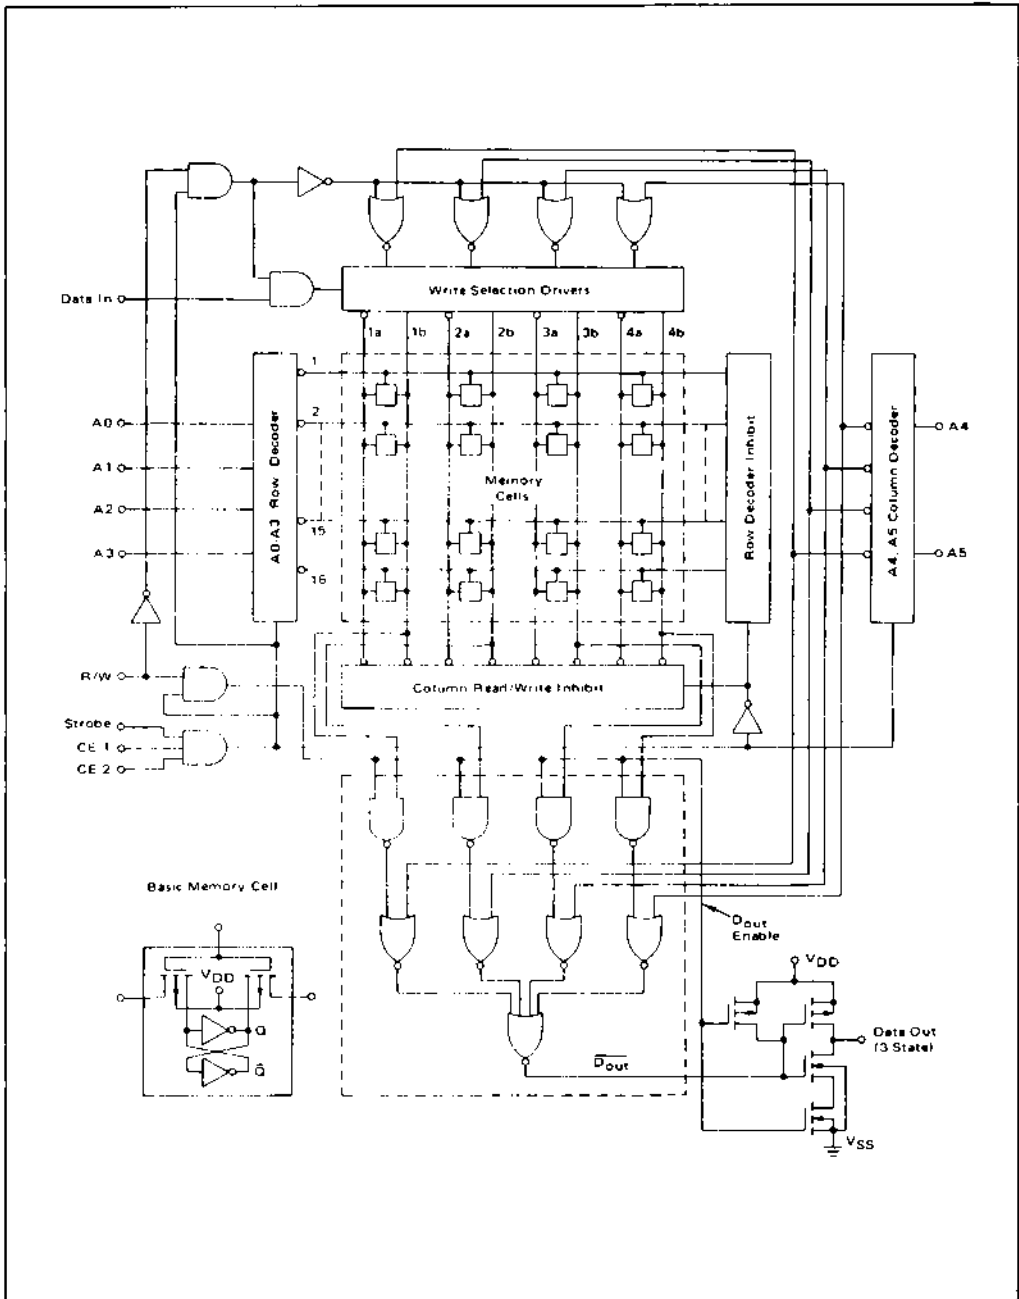 Data In
Write Selection Drivers
1a 1b 2a 2b 3a 3b 4a 4b
1
2
15
16
A0
A1
A2
A3
A0-A3 Row Decoder
Memory
Cells
Row Decoder Inhibit
A4, A5 Column Decoder
A4
A5
R/W
Strobe
CE 1
CE 2
Column Read/Write Inhibit
Basic Memory Cell
VDD
Q
Q̅
Dout
Enable
VDD
Data Out
(3 State)
D̅o̅u̅t̅
VSS